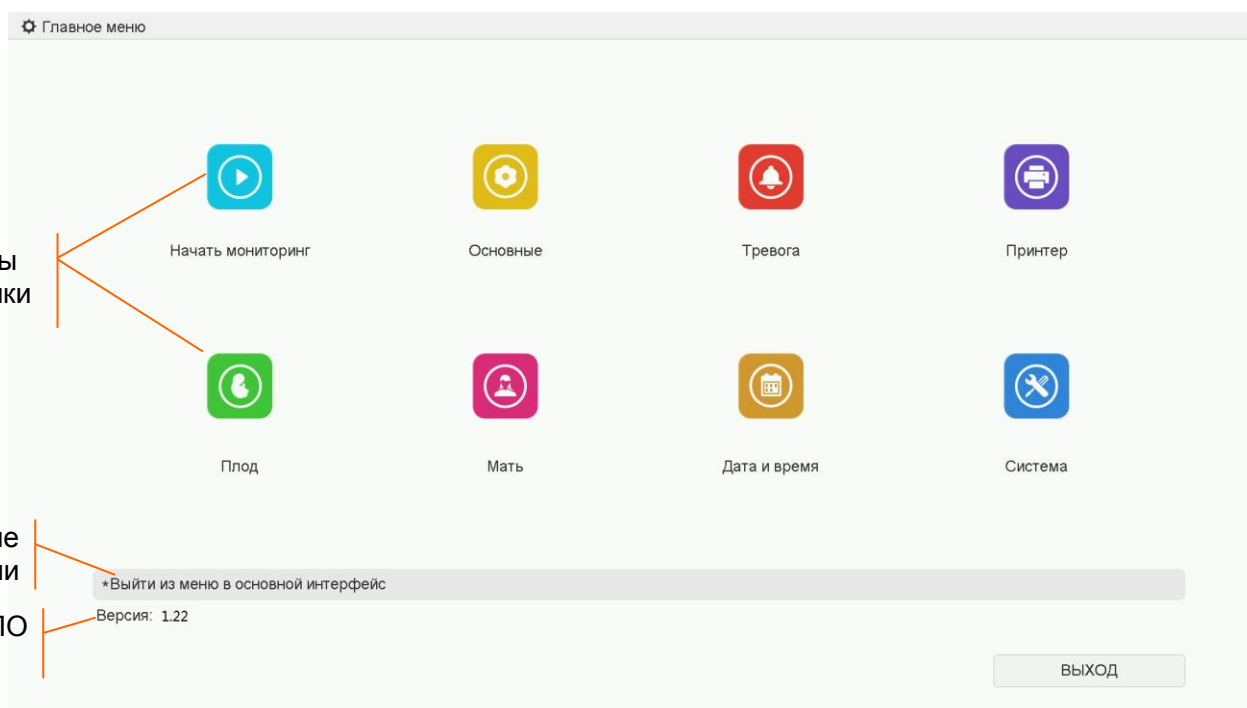 Главное меню
Начать мониторинг
Основные
Тревога
Принтер
Плод
Мать
Дата и время
Система
*Выйти из меню в основной интерфейс
Версия: 1.22
ВЫХОД